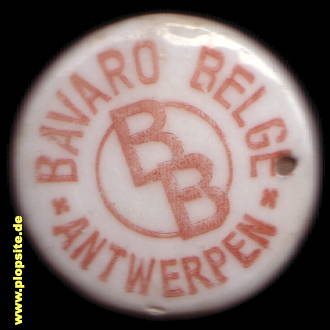 BAVARO BELGE
BB
* ANTWERPEN *
www.plopsite.de